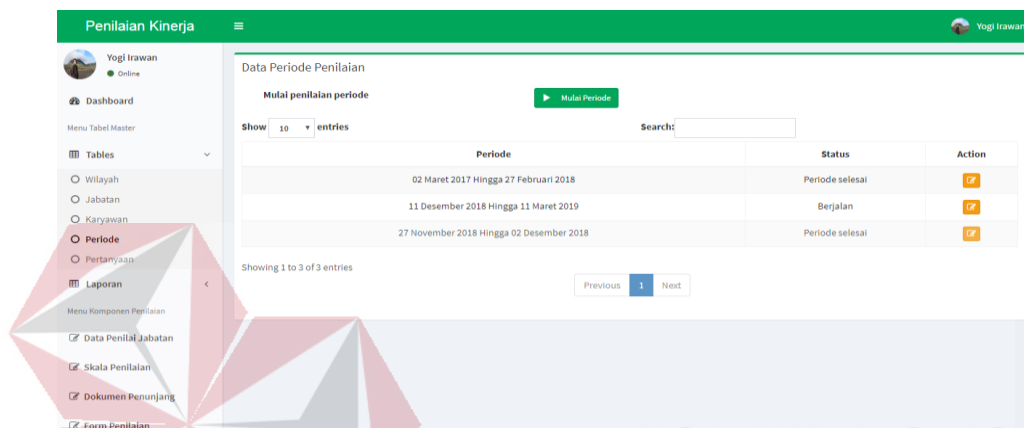 Penilaian Kinerja
Yogi Irawan
Yogi Irawan
Online
Dashboard
Menu Tabel Master
Tables
Wilayah
Jabatan
Karyawan
Periode
Pertanyaan
Laporan
Menu Komponen Penilaian
Data Penilai Jabatan
Skala Penilaian
Dokumen Penunjang
Form Penilaian
Data Periode Penilaian
Mulai penilaian periode
Mulai Periode
Show 10 entries Search:
Periode Status Action
02 Maret 2017 Hingga 27 Februari 2018 Periode selesai
11 Desember 2018 Hingga 11 Maret 2019 Berjalan
27 November 2018 Hingga 02 Desember 2018 Periode selesai
Showing 1 to 3 of 3 entries
Previous 1 Next